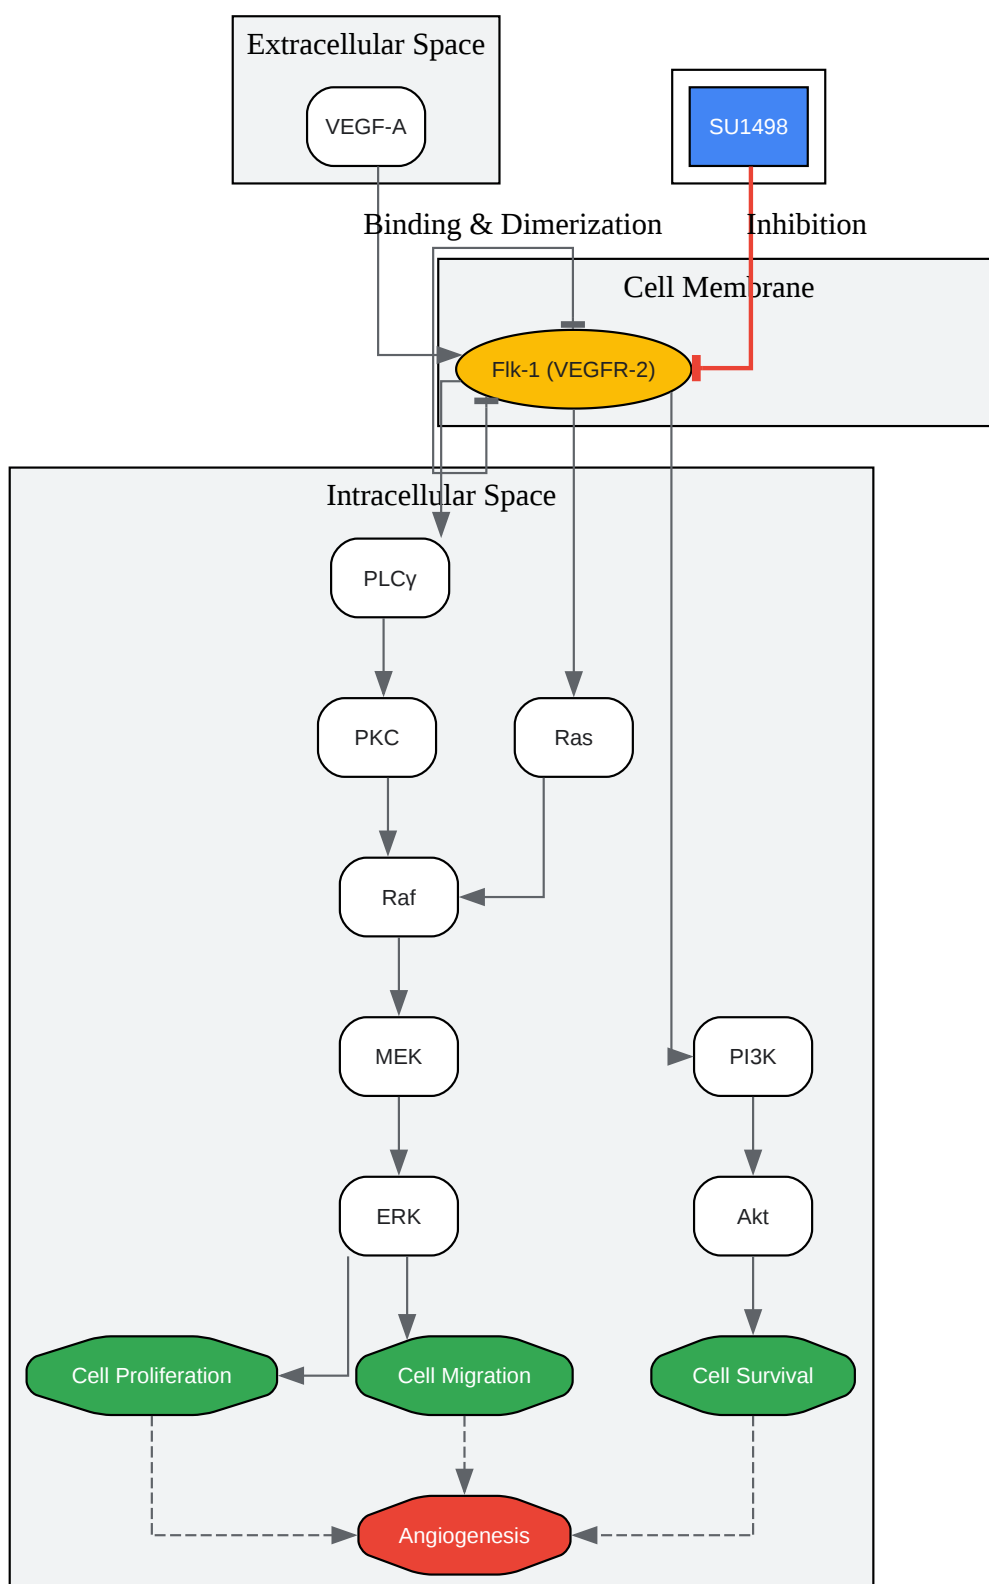 Extracellular Space
VEGF-A
SU1498
Binding & Dimerization
Inhibition
Cell Membrane
Flk-1 (VEGFR-2)
Intracellular Space
PLCγ
PKC
Ras
Raf
MEK
PI3K
ERK
Akt
Cell Proliferation
Cell Migration
Cell Survival
Angiogenesis